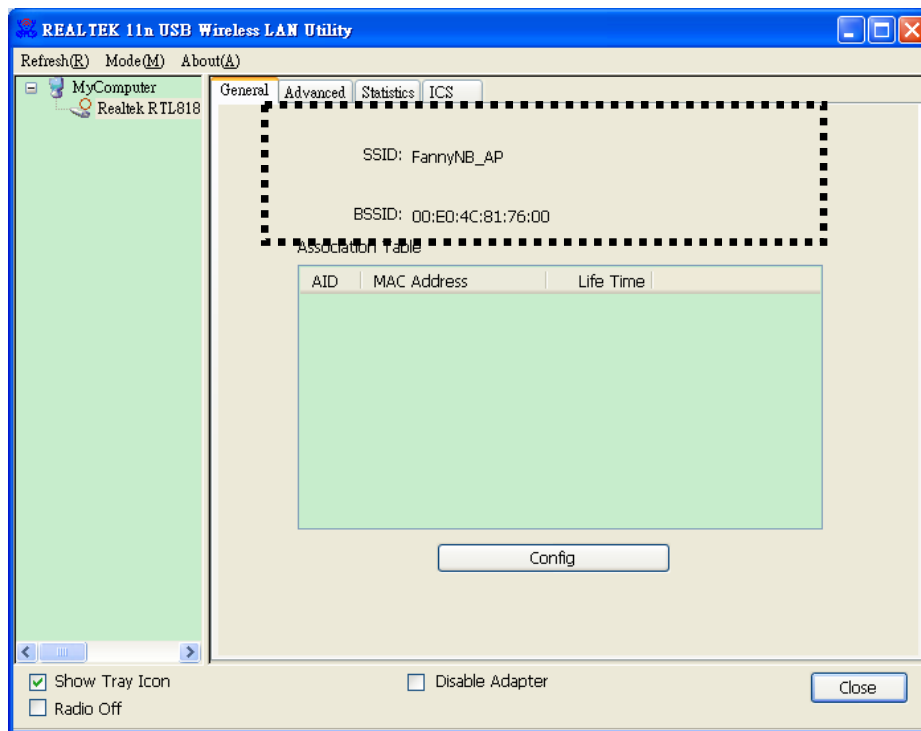 REALTEK 11n USB Wireless LAN Utility
Refresh(R) Mode(M) About(A)
MyComputer
Realtek RTL818
General Advanced Statistics ICS
SSID: FannyNB_AP
BSSID: 00:E0:4C:81:76:00
Association Table
AID MAC Address Life Time
Config
Show Tray Icon
Disable Adapter
Close
Radio Off